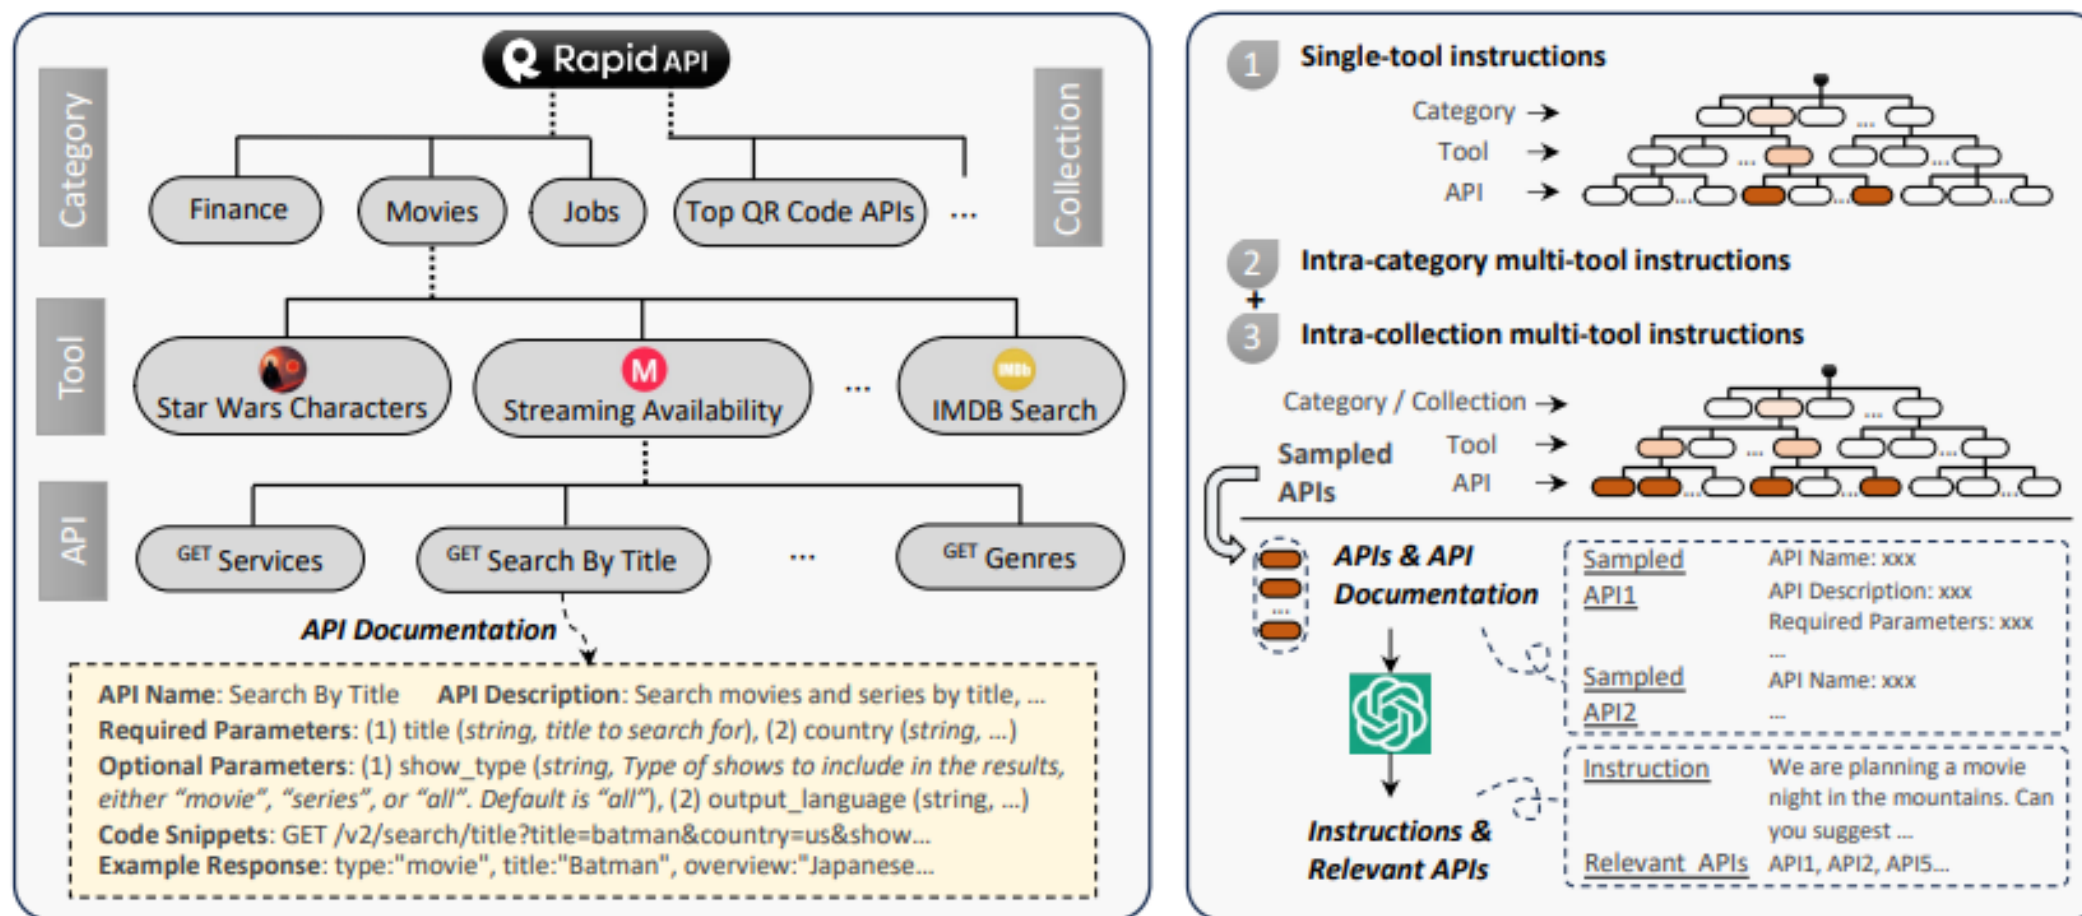 Rapid API
Category
Collection
Finance
Movies
Jobs
Top QR Code APIs
...
Tool
Star Wars Characters
M
Streaming Availability
...
IMDb
IMDB Search
API
GET Services
GET Search By Title
...
GET Genres
API Documentation
API Name: Search By Title API Description: Search movies and series by title, ...
Required Parameters: (1) title (string, title to search for), (2) country (string, ...)
Optional Parameters: (1) show_type (string, Type of shows to include in the results,
either “movie”, “series”, or “all”. Default is “all”), (2) output_language (string, ...)
Code Snippets: GET /v2/search/title?title=batman&country=us&show...
Example Response: type:"movie", title:"Batman", overview:"Japanese...
1 Single-tool instructions
Category
...
Tool
... ...
API
... ... ...
2 Intra-category multi-tool instructions
+
3 Intra-collection multi-tool instructions
Category / Collection
...
Tool
... ...
API
... ... ...
Sampled
APIs
...
APIs & API
Documentation
Sampled API Name: xxx
API1 API Description: xxx
Required Parameters: xxx
...
Sampled API Name: xxx
API2 ...
Instructions &
Relevant APIs
Instruction We are planning a movie
night in the mountains. Can
you suggest ...
Relevant APIs API1, API2, API5...